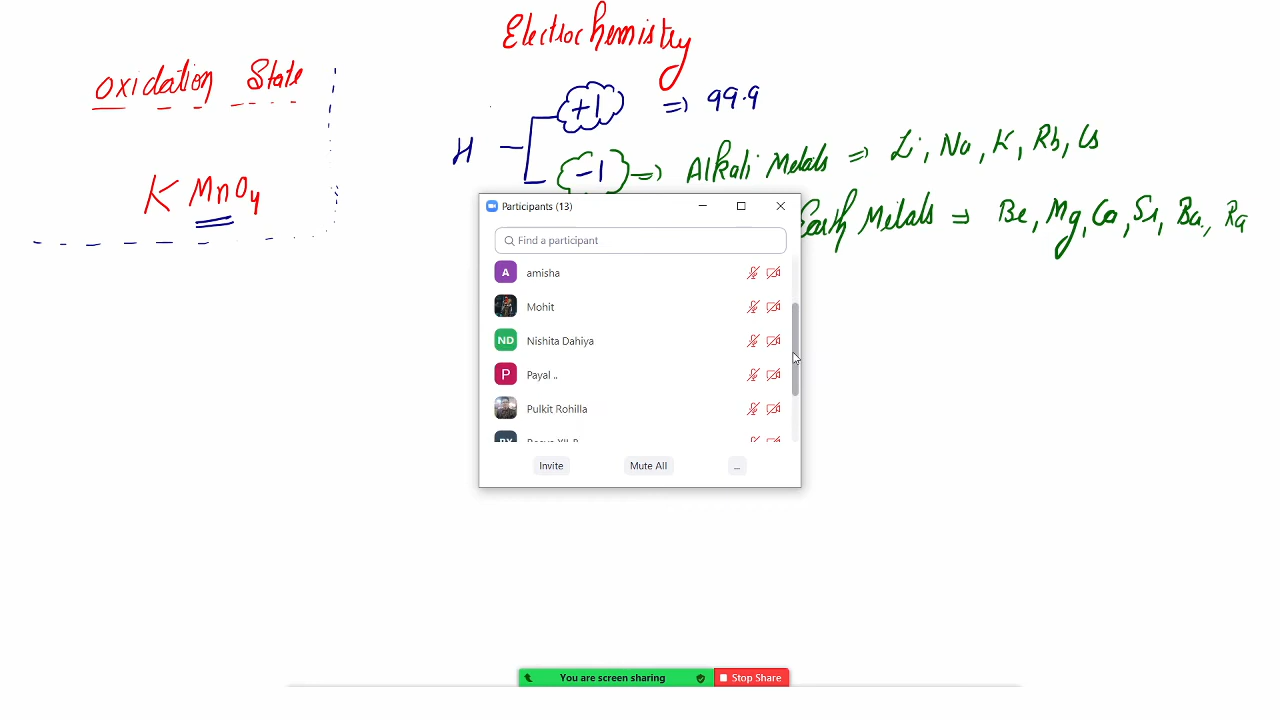 Electrochemistry
Oxidation State
+1 => 99.9
H
-1 => Alkali Metals => Li, Na, K, Rb, Cs
K MnO4
Earth Metals => Be, Mg, Ca, Sr, Ba, Ra
Participants (13)
Find a participant
A amisha
Mohit
ND Nishita Dahiya
P Payal ..
Pulkit Rohilla
Invite Mute All ...
You are screen sharing Stop Share